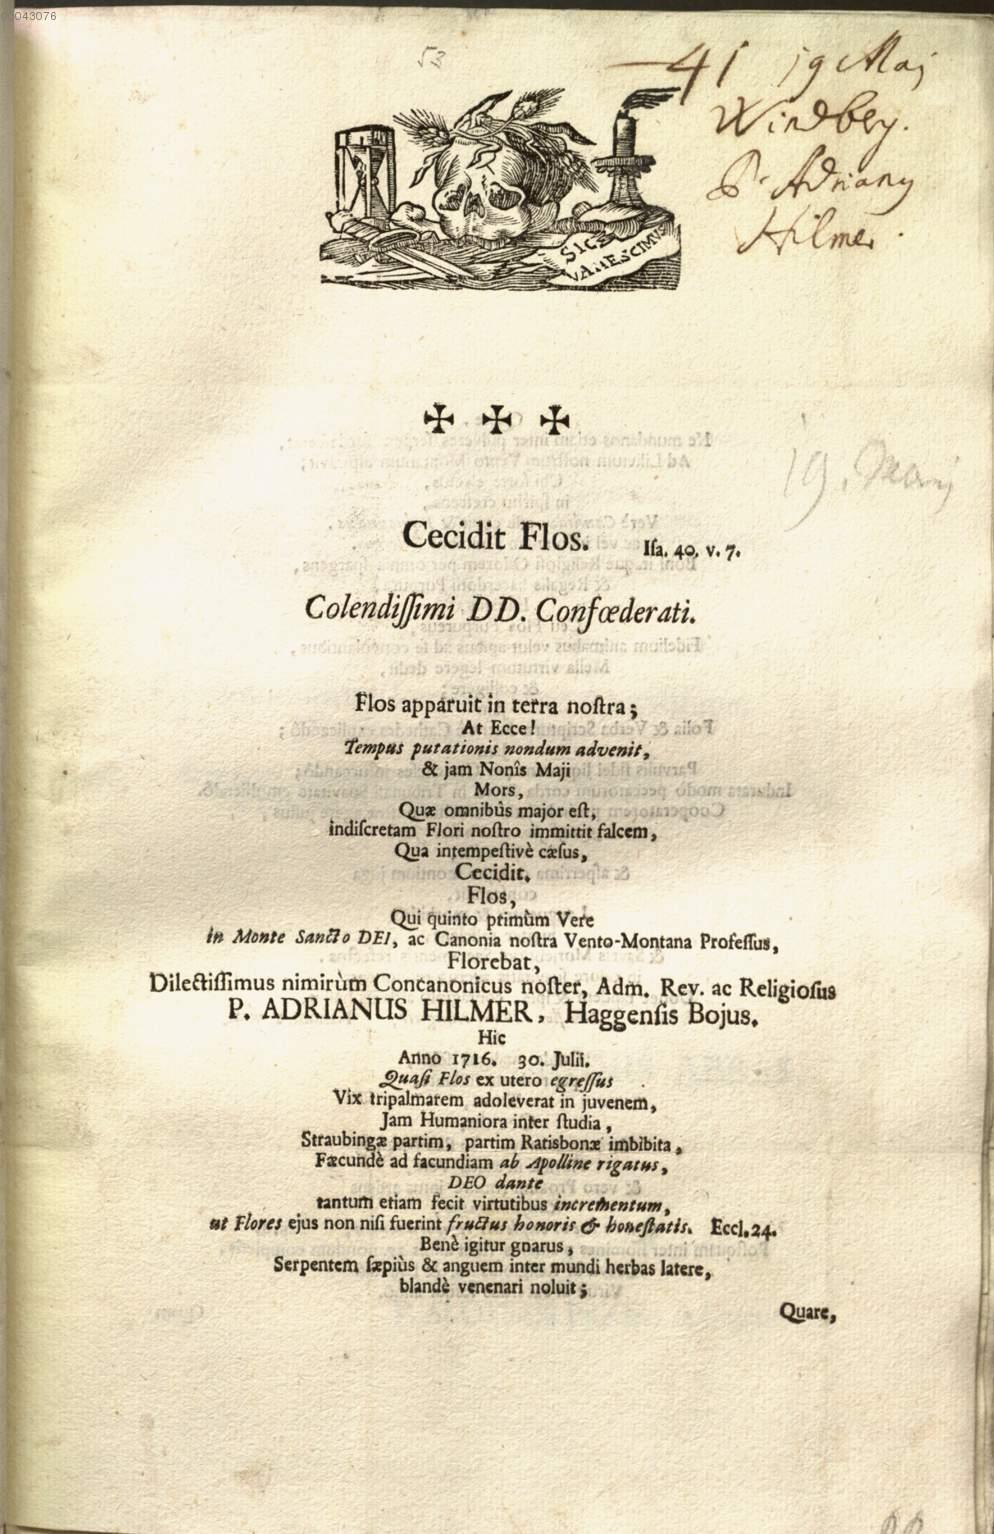 043076
53
41 19 Maj
Windberg.
P. Adriany
Hilmer.
SIC &
VANESCIMUS
✠ ✠ ✠
19. Maj
Cecidit Flos. Iſa. 40. v. 7.
Colendiſſimi DD. Confœderati.
Flos apparuit in terra noſtra;
At Ecce!
Tempus putationis nondum advenit,
& jam Nonîs Maji
Mors,
Quæ omnibùs major eſt,
indiſcretam Flori noſtro immittit falcem,
Qua intempeſtivè cæſus,
Cecidit.
Flos,
Qui quinto primùm Vere
in Monte Sancto DEI, ac Canonia noſtra Vento-Montana Profeſſus,
Florebat,
Dilectiſſimus nimirùm Concanonicus noſter, Adm. Rev. ac Religioſus
P. ADRIANUS HILMER, Haggenſis Bojus.
Hic
Anno 1716. 30. Julii.
Quaſi Flos ex utero egreſſus
Vix tripalmarem adoleverat in juvenem,
Jam Humaniora inter ſtudia,
Straubingæ partim, partim Ratisbonæ imbibita,
Fæcundè ad facundiam ab Apolline rigatus,
DEO dante
tantum etiam fecit virtutibus incrementum,
ut Flores ejus non niſi fuerint fructus honoris & honeſtatis. Eccl. 24.
Benè igitur gnarus,
Serpentem ſæpiùs & anguem inter mundi herbas latere,
blandè venenari noluit;
Quare,